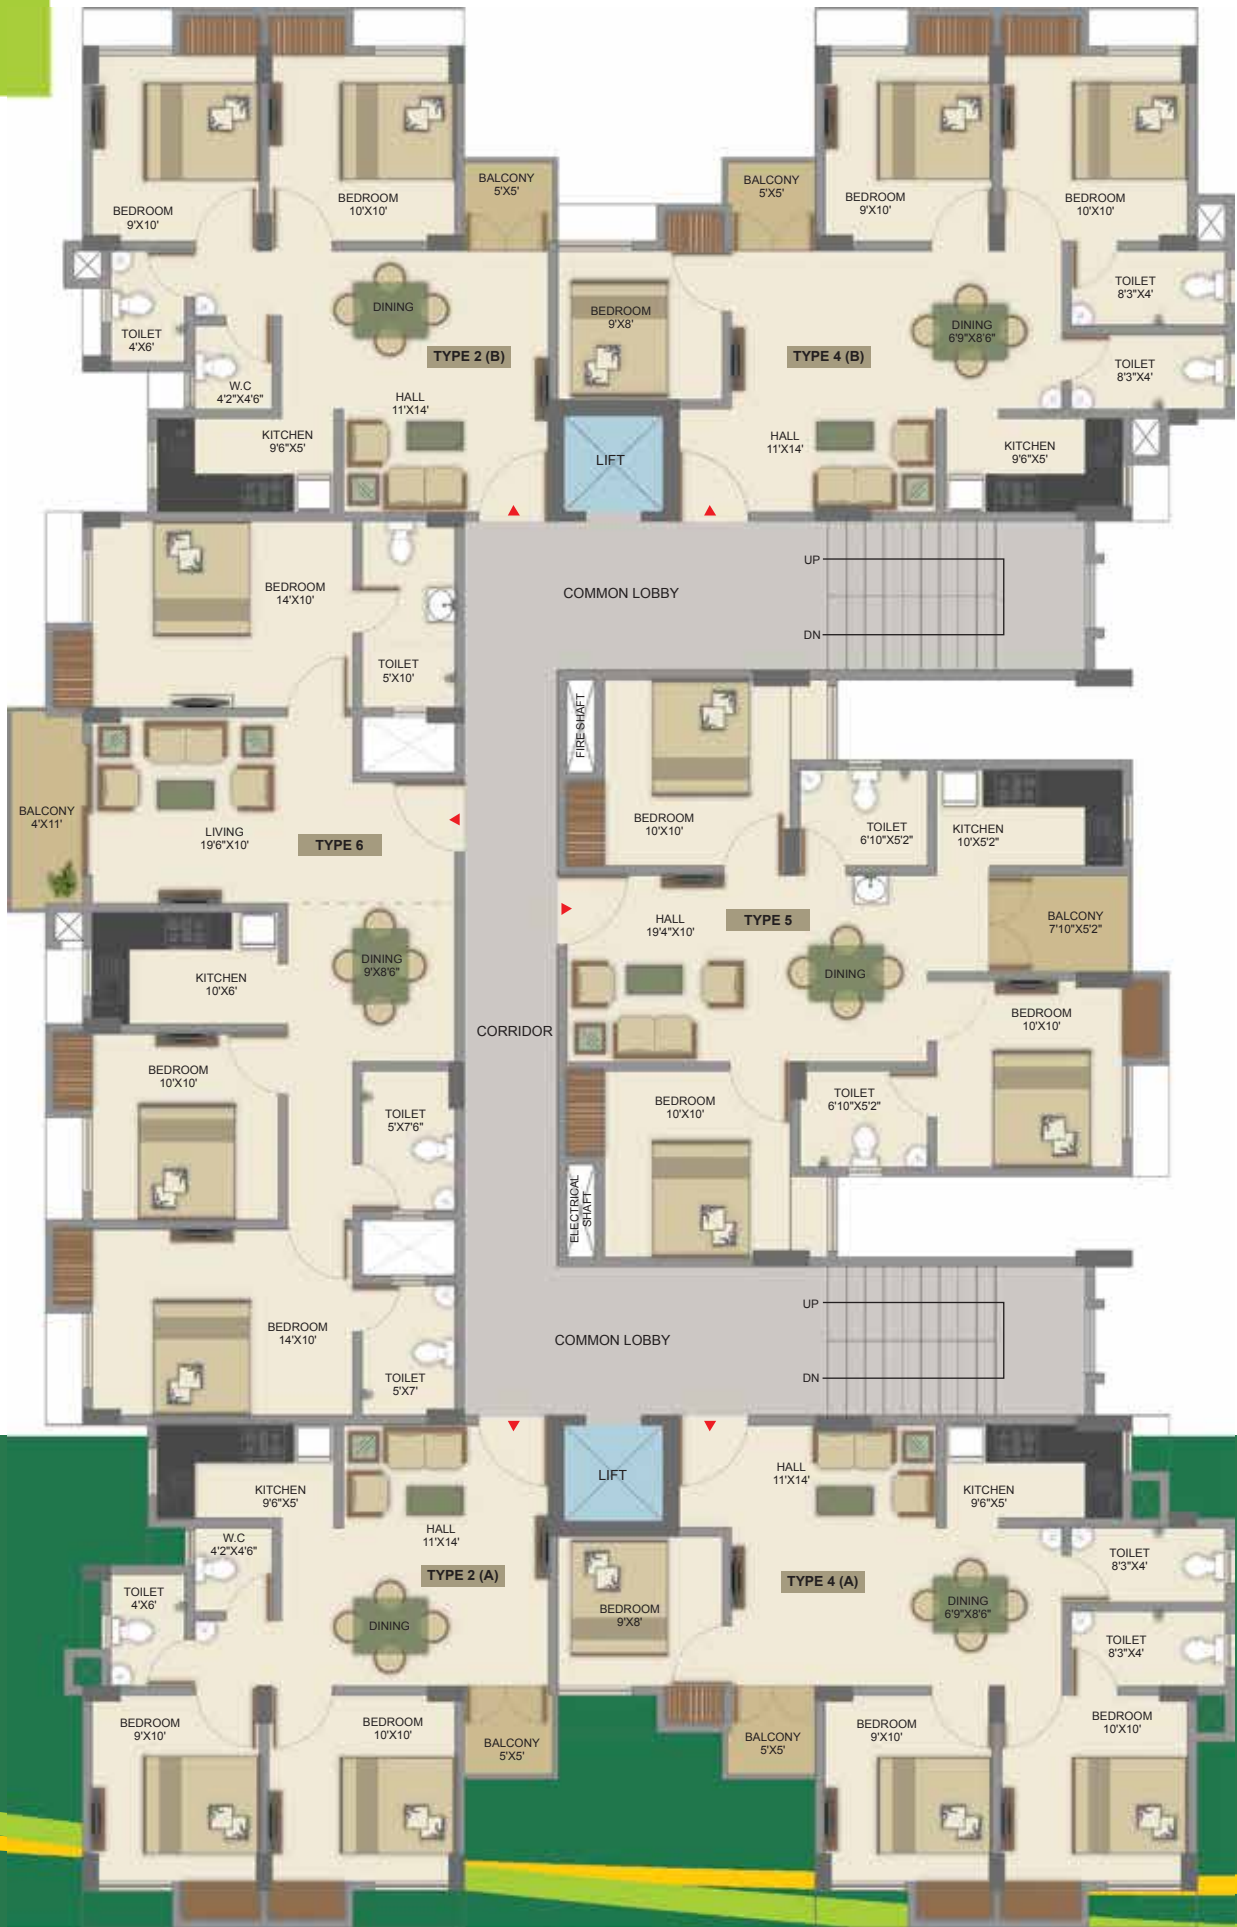 BEDROOM
9'X10'
BEDROOM
10'X10'
BALCONY
5'X5'
TOILET
4'X6'
DINING
TYPE 2 (B)
W.C
4'2"X4'6"
HALL
11'X14'
KITCHEN
9'6"X5'
BALCONY
5'X5'
BEDROOM
9'X10'
BEDROOM
10'X10'
BEDROOM
9'X8'
TYPE 4 (B)
DINING
6'9"X8'6"
TOILET
8'3"X4'
TOILET
8'3"X4'
HALL
11'X14'
KITCHEN
9'6"X5'
LIFT
COMMON LOBBY
UP
DN
BEDROOM
14'X10'
TOILET
5'X10'
BALCONY
4'X11'
LIVING
19'6"X10'
TYPE 6
KITCHEN
10'X6'
DINING
9'X8'6"
BEDROOM
10'X10'
TOILET
5'X7'6"
BEDROOM
14'X10'
TOILET
5'X7'
CORRIDOR
FIRE SHAFT
BEDROOM
10'X10'
TOILET
6'10"X5'2"
KITCHEN
10'X5'2"
HALL
19'4"X10'
TYPE 5
BALCONY
7'10"X5'2"
DINING
BEDROOM
10'X10'
BEDROOM
10'X10'
TOILET
6'10"X5'2"
ELECTRICAL
SHAFT
COMMON LOBBY
UP
DN
LIFT
KITCHEN
9'6"X5'
W.C
4'2"X4'6"
HALL
11'X14'
TYPE 2 (A)
TOILET
4'X6'
DINING
BEDROOM
9'X10'
BEDROOM
10'X10'
BALCONY
5'X5'
HALL
11'X14'
KITCHEN
9'6"X5'
TYPE 4 (A)
TOILET
8'3"X4'
BEDROOM
9'X8'
DINING
6'9"X8'6"
TOILET
8'3"X4'
BALCONY
5'X5'
BEDROOM
9'X10'
BEDROOM
10'X10'